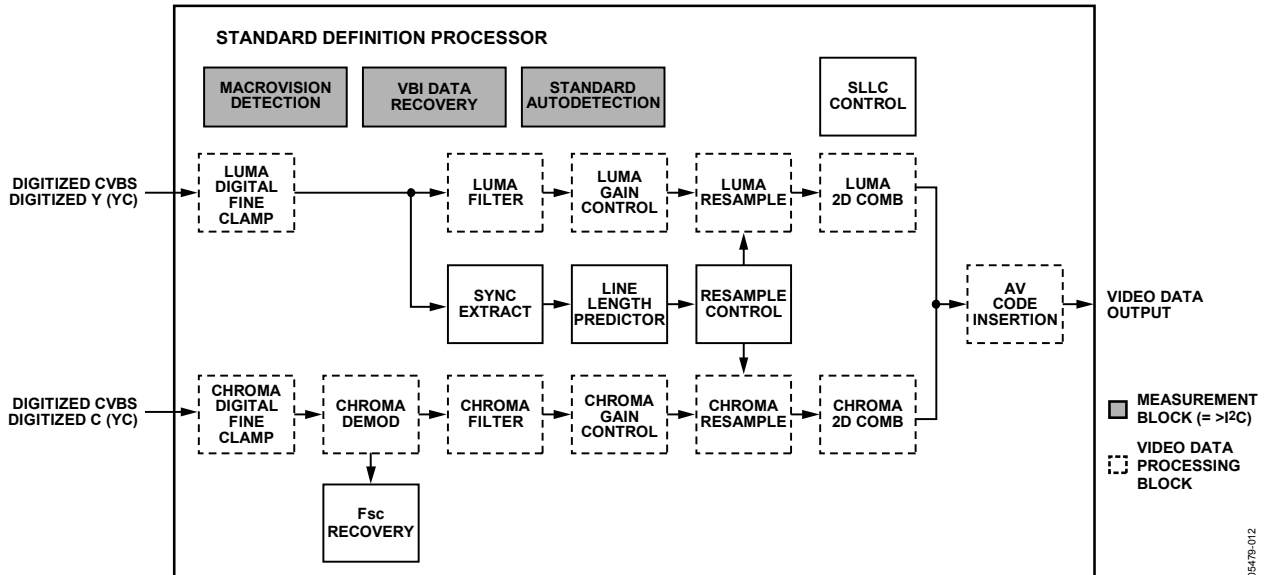 STANDARD DEFINITION PROCESSOR
MACROVISION
DETECTION
VBI DATA
RECOVERY
STANDARD
AUTODETECTION
SLLC
CONTROL
DIGITIZED CVBS
DIGITIZED Y (YC)
LUMA
DIGITAL
FINE
CLAMP
LUMA
FILTER
LUMA
GAIN
CONTROL
LUMA
RESAMPLE
LUMA
2D COMB
SYNC
EXTRACT
LINE
LENGTH
PREDICTOR
RESAMPLE
CONTROL
AV
CODE
INSERTION
VIDEO DATA
OUTPUT
DIGITIZED CVBS
DIGITIZED C (YC)
CHROMA
DIGITAL
FINE
CLAMP
CHROMA
DEMOD
CHROMA
FILTER
CHROMA
GAIN
CONTROL
CHROMA
RESAMPLE
CHROMA
2D COMB
Fsc
RECOVERY
MEASUREMENT
BLOCK (= >I²C)
VIDEO DATA
PROCESSING
BLOCK
05479-012